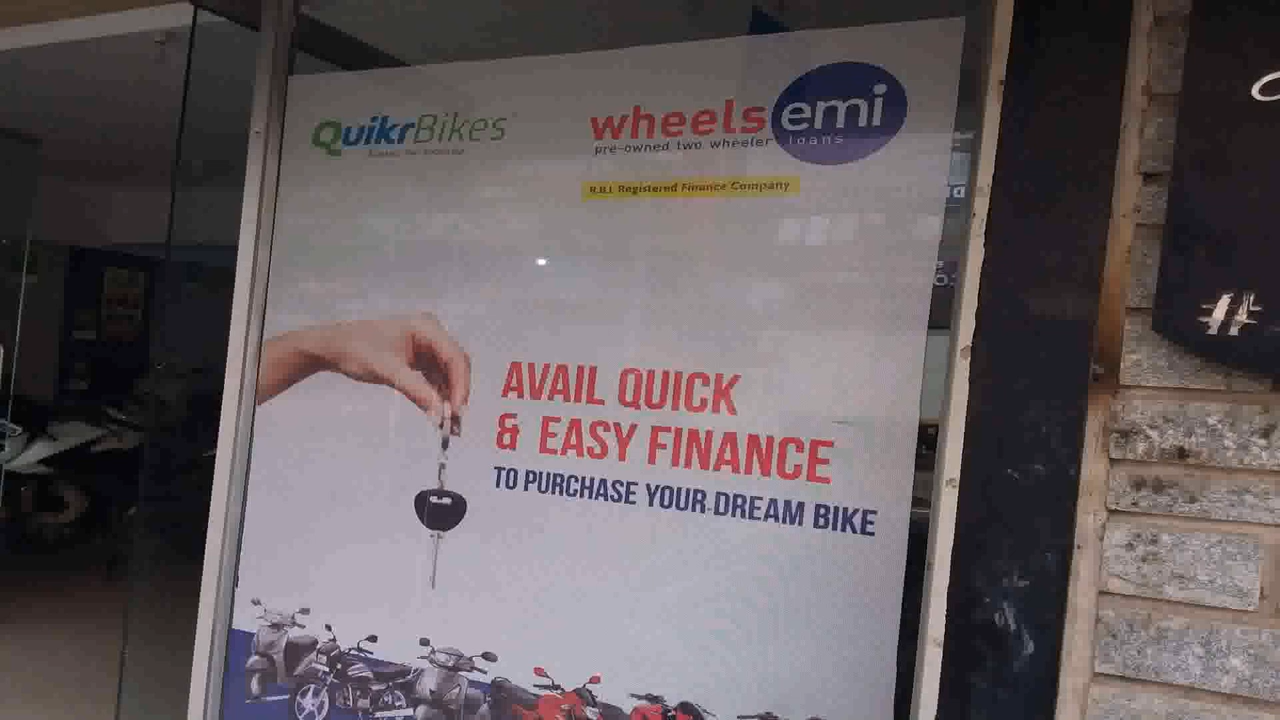 QuikrBikes
wheels emi
pre-owned two wheeler loans
R.B.I. Registered Finance Company
AVAIL QUICK
& EASY FINANCE
TO PURCHASE YOUR DREAM BIKE
#